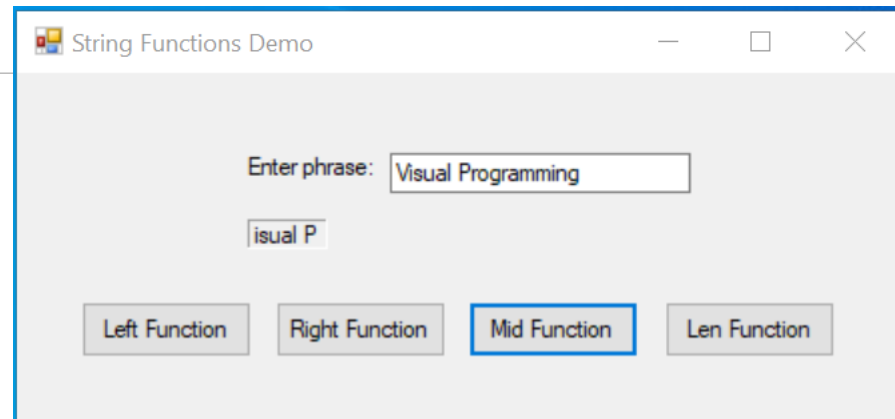 String Functions Demo
Enter phrase: Visual Programming
isual P
Left Function Right Function Mid Function Len Function